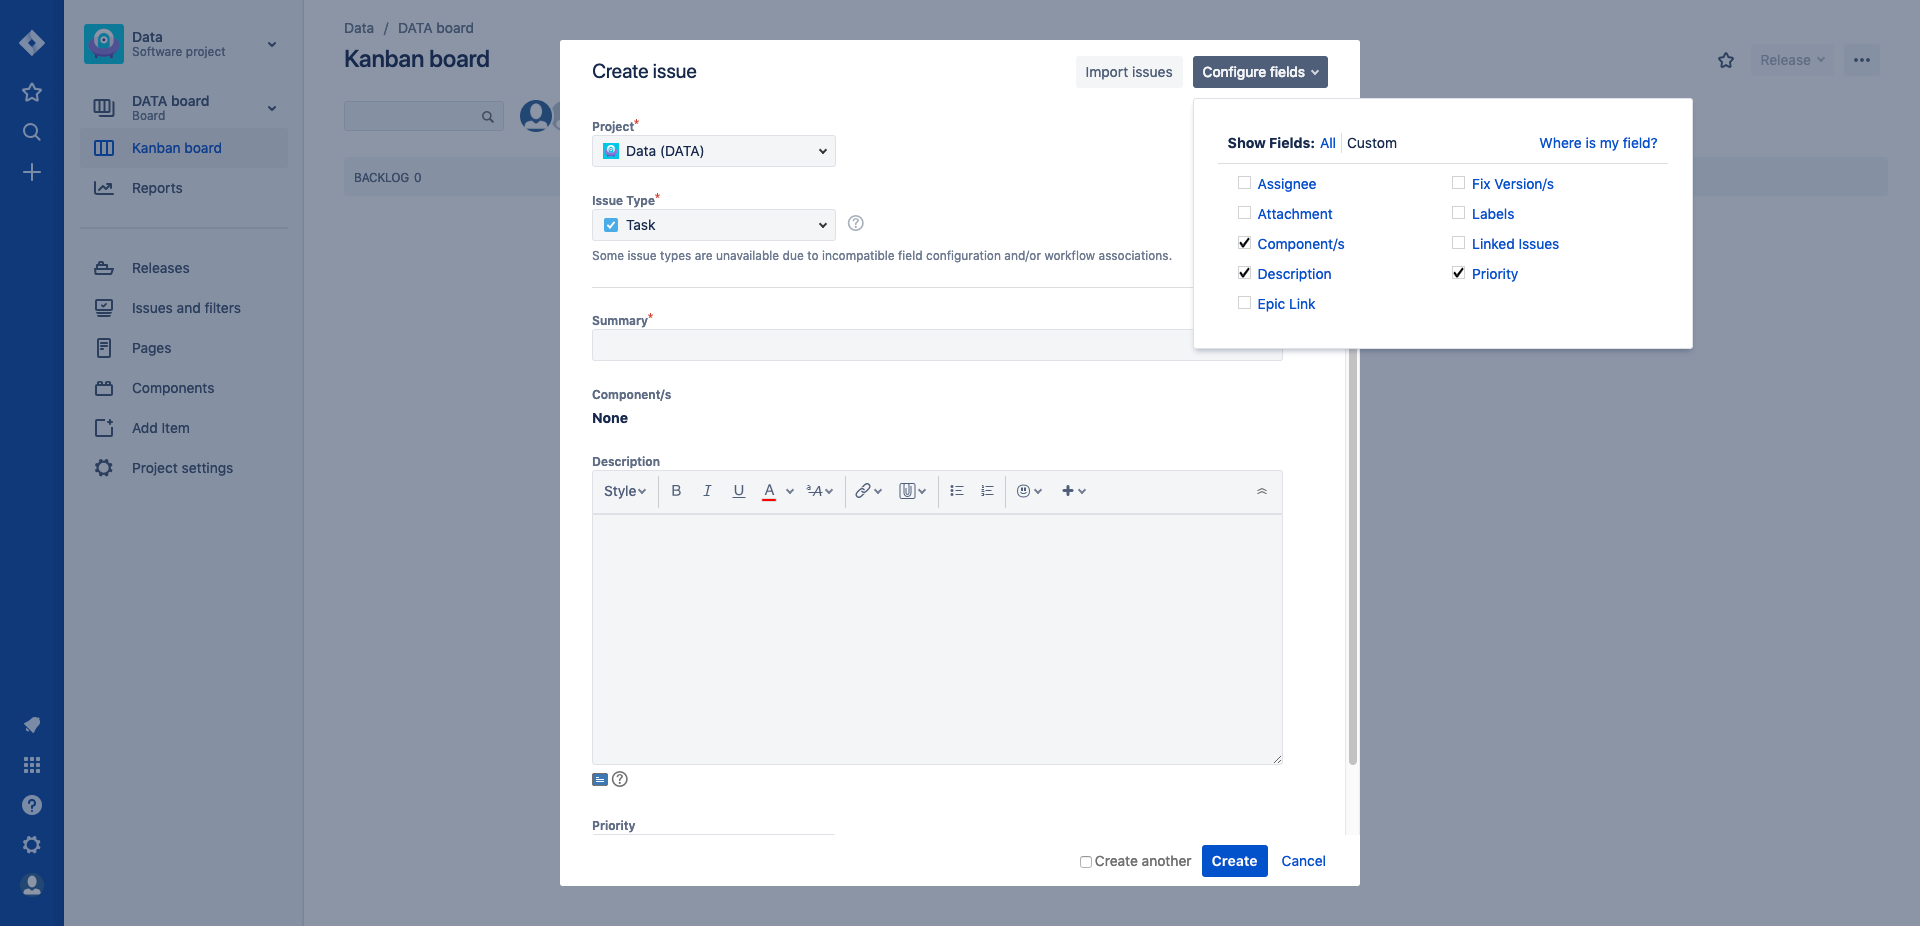 Data
Software project
DATA board
Board
Kanban board
Reports
Releases
Issues and filters
Pages
Components
Add Item
Project settings
Data / DATA board
Kanban board
Release
BACKLOG 0
Create issue
Import issues
Configure fields
Project*
Data (DATA)
Issue Type*
Task
Some issue types are unavailable due to incompatible field configuration and/or workflow associations.
Summary*
Component/s
None
Description
Style B I U A A
Priority
Create another Create Cancel
Show Fields: All Custom Where is my field?
Assignee Fix Version/s
Attachment Labels
Component/s Linked Issues
Description Priority
Epic Link